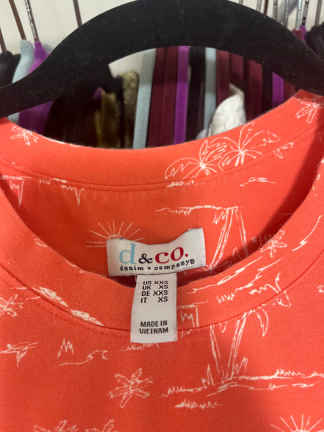 d&co.
denim & company®
US XXS
UK XS
DE XXS
IT XS
MADE IN
VIETNAM